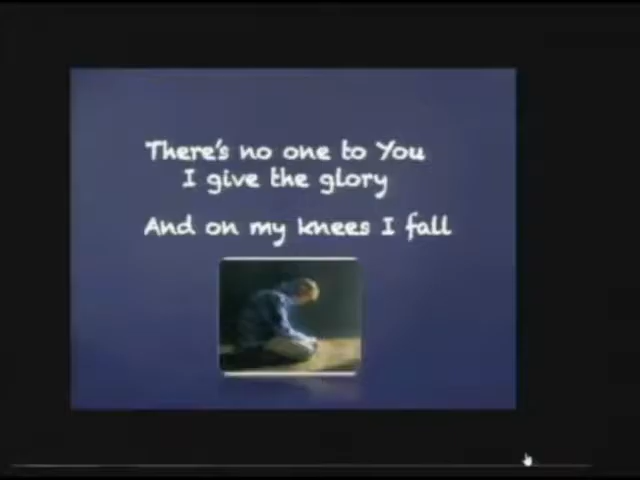 There's no one to You
I give the glory
And on my knees I fall